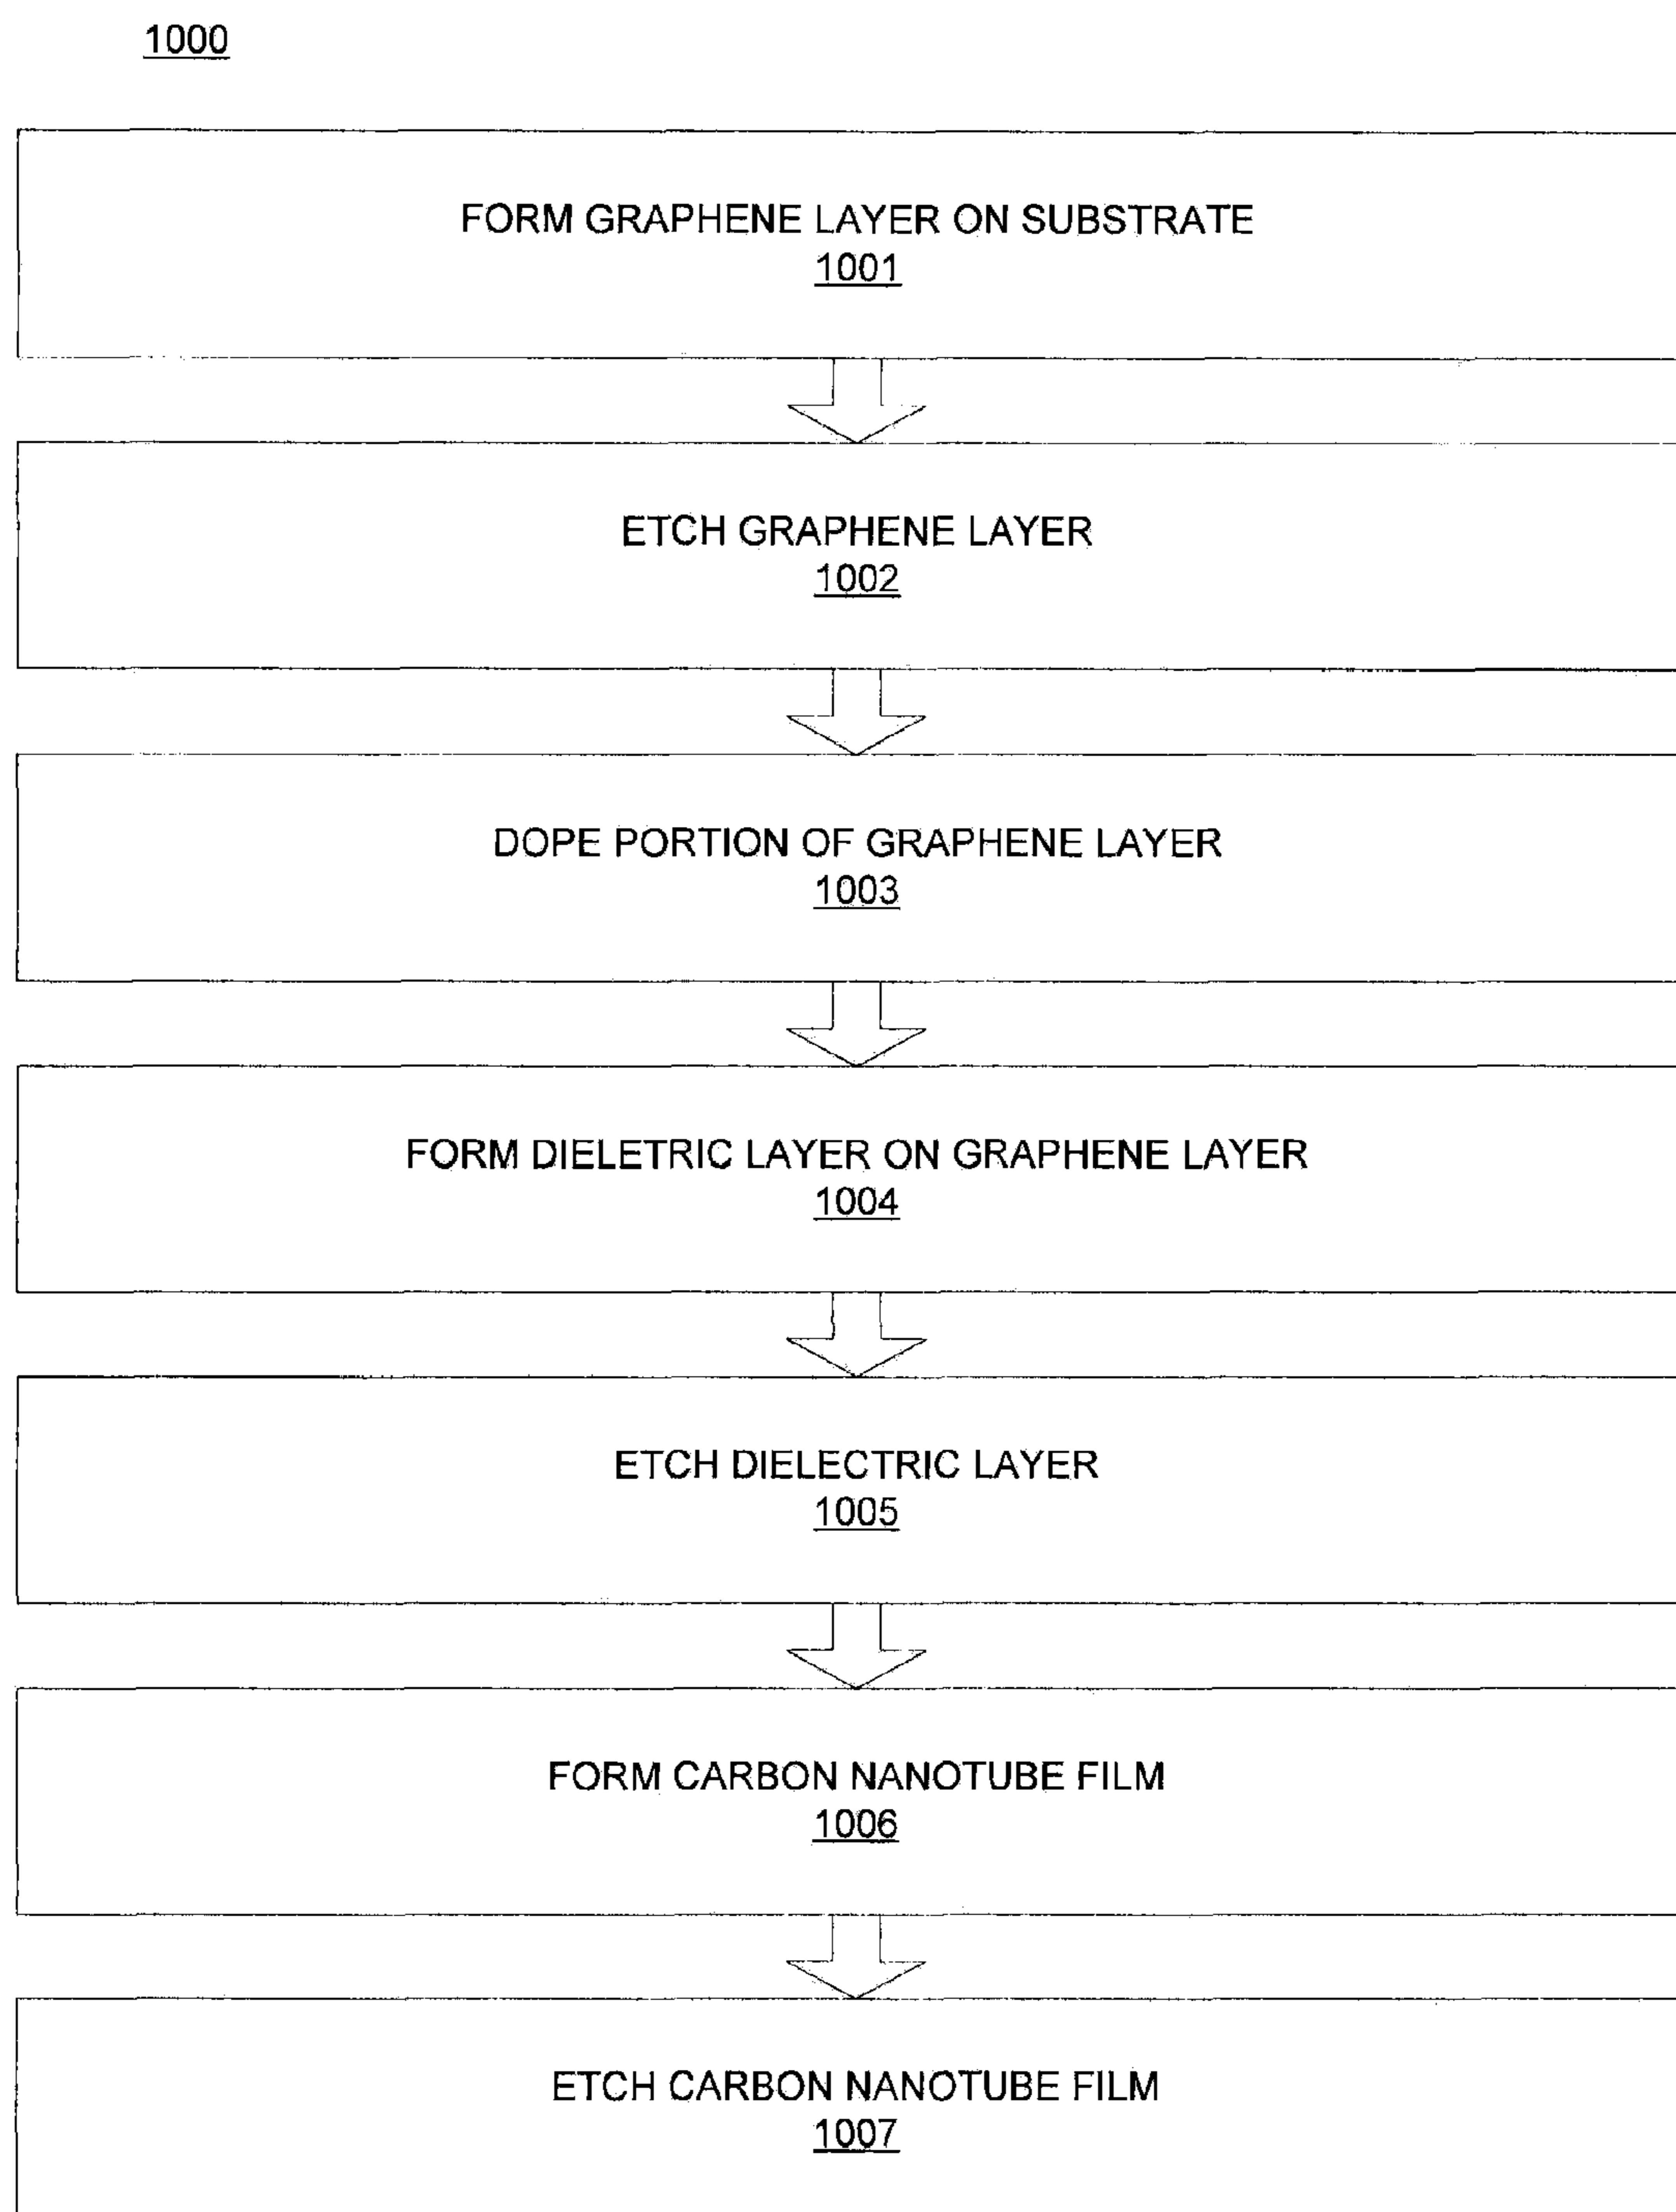 1000
FORM GRAPHENE LAYER ON SUBSTRATE
1001
ETCH GRAPHENE LAYER
1002
DOPE PORTION OF GRAPHENE LAYER
1003
FORM DIELETRIC LAYER ON GRAPHENE LAYER
1004
ETCH DIELECTRIC LAYER
1005
FORM CARBON NANOTUBE FILM
1006
ETCH CARBON NANOTUBE FILM
1007